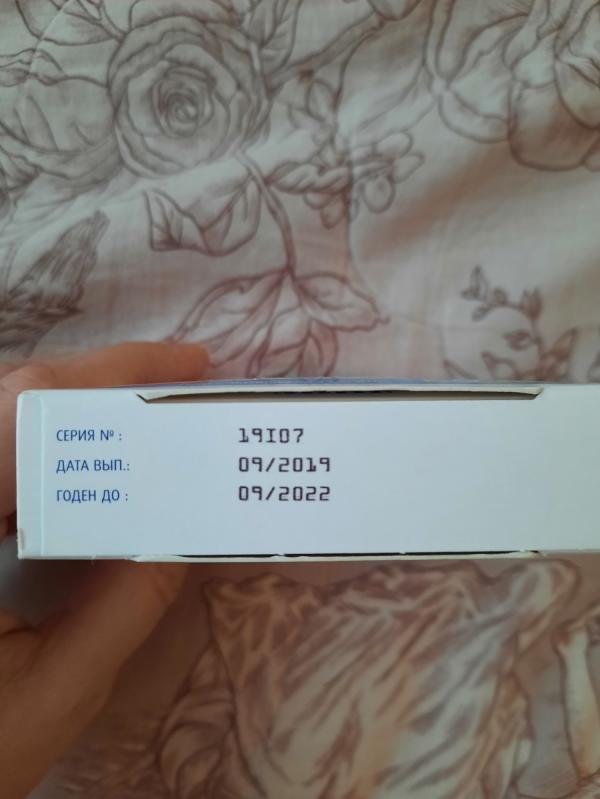 СЕРИЯ № : 19I07
ДАТА ВЫП.: 09/2019
ГОДЕН ДО : 09/2022